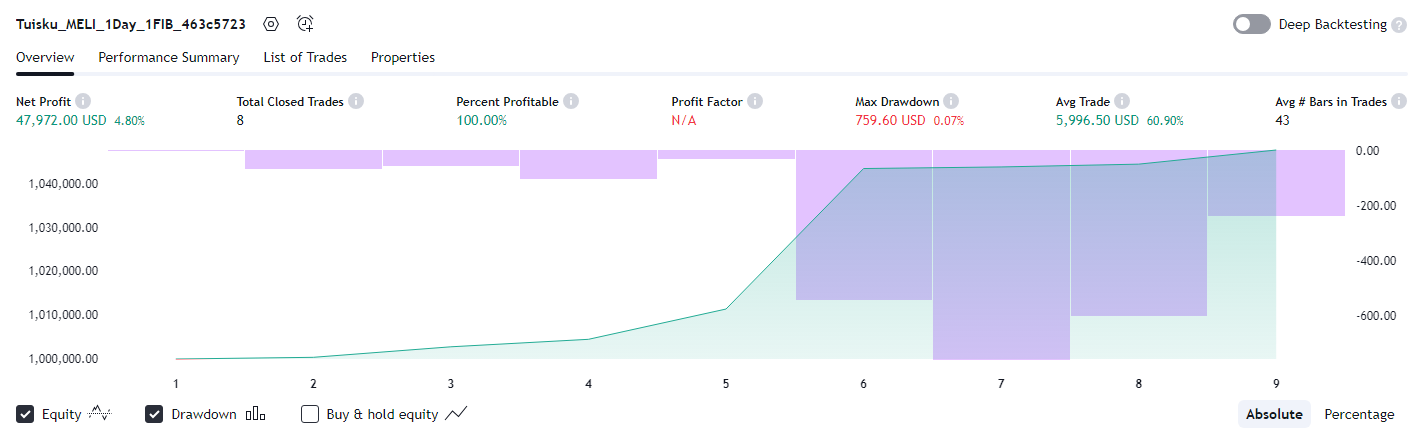 Tuisku_MELI_1Day_1FIB_463c5723 Deep Backtesting ?
Overview Performance Summary List of Trades Properties
Net Profit i Total Closed Trades i Percent Profitable i Profit Factor i Max Drawdown i Avg Trade i Avg # Bars in Trades i
47,972.00 USD 4.80% 8 100.00% N/A 759.60 USD 0.07% 5,996.50 USD 60.90% 43
0.00
1,040,000.00
-200.00
1,030,000.00
-400.00
1,020,000.00
1,010,000.00 -600.00
1,000,000.00
1 2 3 4 5 6 7 8 9
Equity Drawdown Buy & hold equity Absolute Percentage